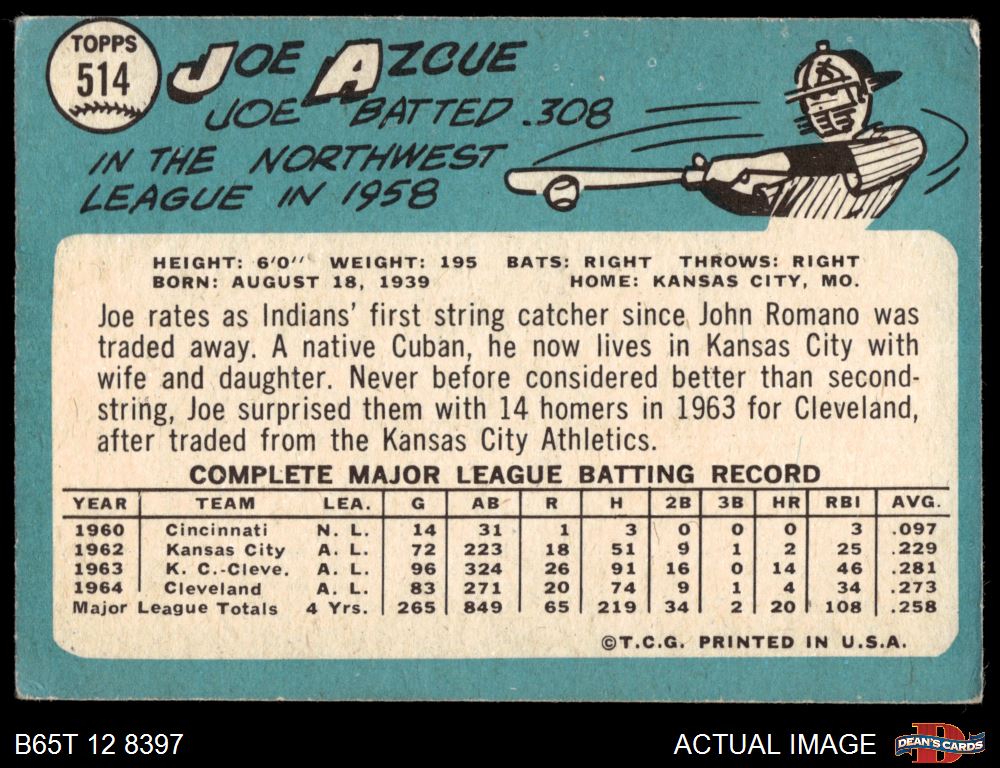 TOPPS
514
JOE AZCUE
JOE BATTED .308
IN THE NORTHWEST
LEAGUE IN 1958
HEIGHT: 6'0" WEIGHT: 195 BATS: RIGHT THROWS: RIGHT
BORN: AUGUST 18, 1939 HOME: KANSAS CITY, MO.
Joe rates as Indians' first string catcher since John Romano was
traded away. A native Cuban, he now lives in Kansas City with
wife and daughter. Never before considered better than second-
string, Joe surprised them with 14 homers in 1963 for Cleveland,
after traded from the Kansas City Athletics.
COMPLETE MAJOR LEAGUE BATTING RECORD
YEAR TEAM LEA. G AB R H 2B 3B HR RBI AVG.
1960 Cincinnati N. L. 14 31 1 3 0 0 0 3 .097
1962 Kansas City A. L. 72 223 18 51 9 1 2 25 .229
1963 K. C.-Cleve. A. L. 96 324 26 91 16 0 14 46 .281
1964 Cleveland A. L. 83 271 20 74 9 1 4 34 .273
Major League Totals 4 Yrs. 265 849 65 219 34 2 20 108 .258
©T.C.G. PRINTED IN U.S.A.
B65T 12 8397
ACTUAL IMAGE
DEAN'S CARDS